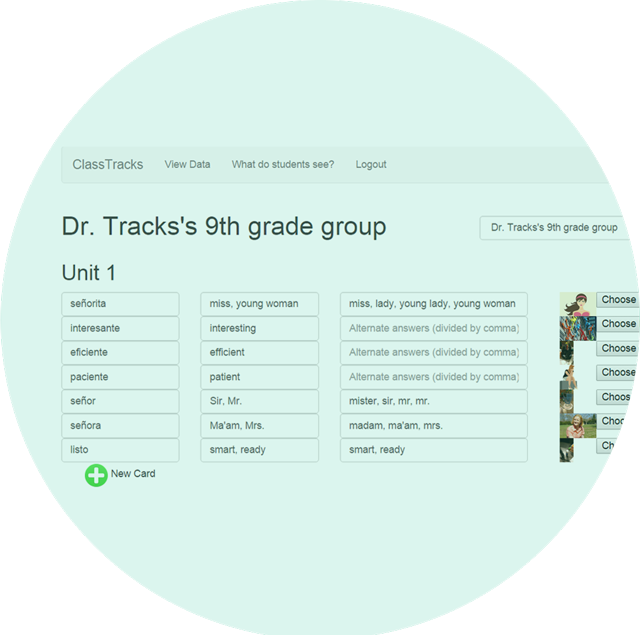 ClassTracks View Data What do students see? Logout
Dr. Tracks's 9th grade group Dr. Tracks's 9th grade group
Unit 1
señorita miss, young woman miss, lady, young lady, young woman Choose
interesante interesting Alternate answers (divided by comma) Choose
eficiente efficient Alternate answers (divided by comma) Choose
paciente patient Alternate answers (divided by comma) Choose
señor Sir, Mr. mister, sir, mr, mr. Choos
señora Ma'am, Mrs. madam, ma'am, mrs. Choo
listo smart, ready smart, ready Ch
New Card